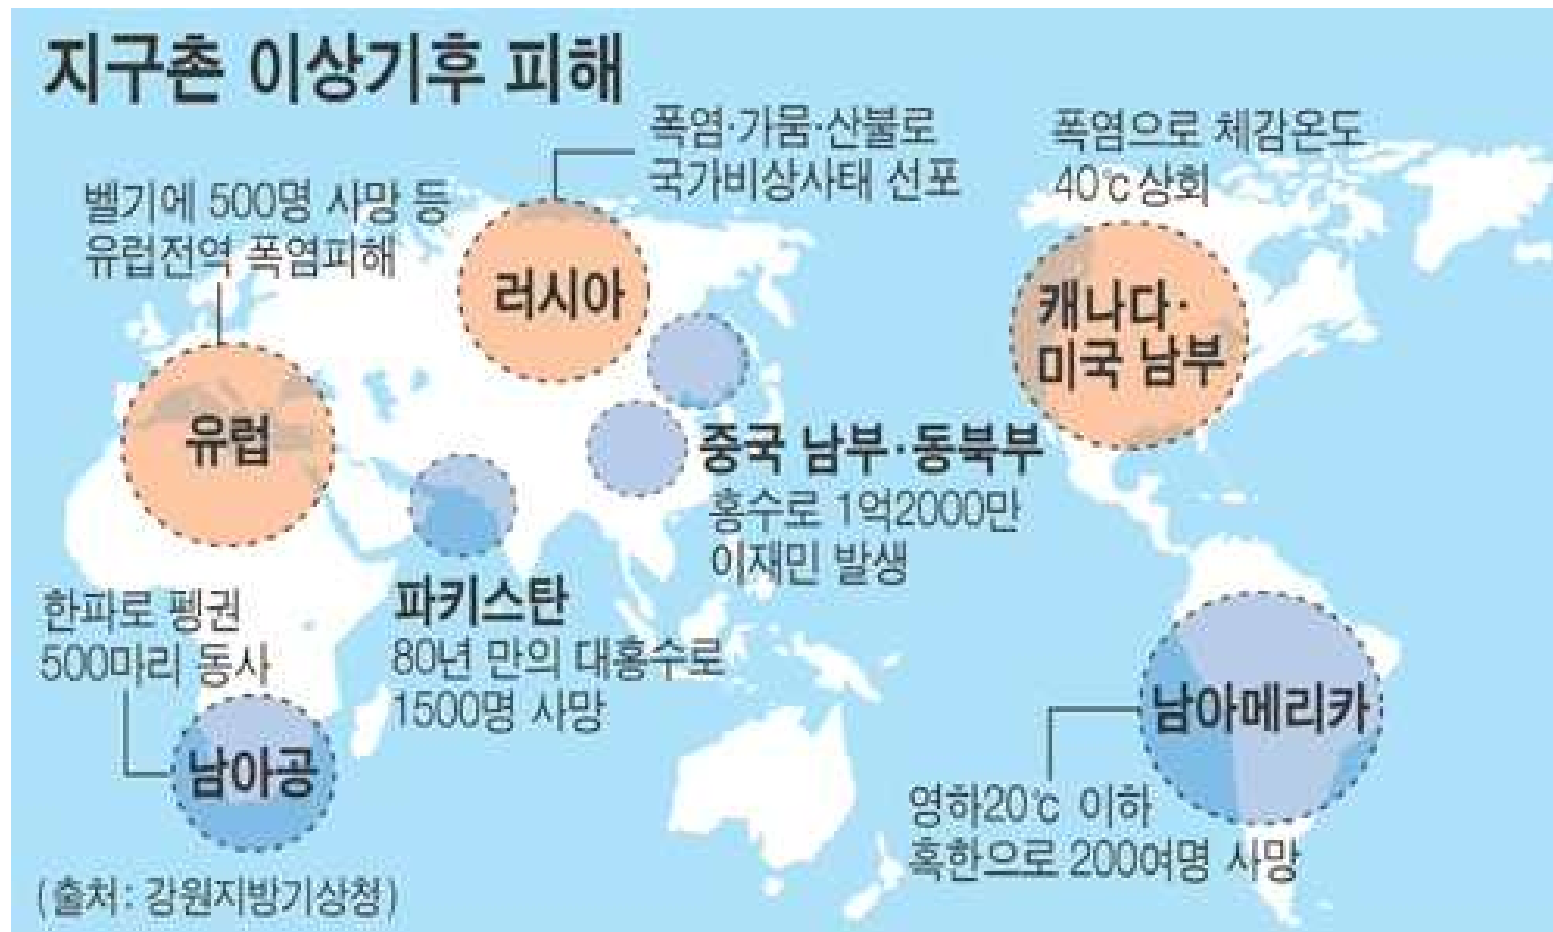 지구촌 이상기후 피해
폭염·가뭄·산불로
국가비상사태 선포
러시아
폭염으로 체감온도
40℃상회
캐나다·
미국 남부
벨기에 500명 사망 등
유럽전역 폭염피해
유럽
중국 남부·동북부
홍수로 1억2000만
이재민 발생
파키스탄
80년 만의 대홍수로
1500명 사망
한파로 펭귄
500마리 동사
남아공
남아메리카
영하20℃ 이하
혹한으로 200여명 사망
(출처: 강원지방기상청)